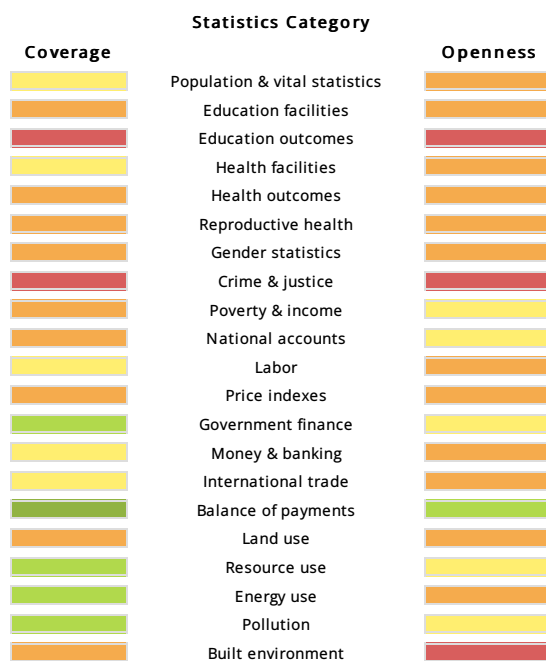 Statistics Category
Coverage Openness
Population & vital statistics
Education facilities
Education outcomes
Health facilities
Health outcomes
Reproductive health
Gender statistics
Crime & justice
Poverty & income
National accounts
Labor
Price indexes
Government finance
Money & banking
International trade
Balance of payments
Land use
Resource use
Energy use
Pollution
Built environment